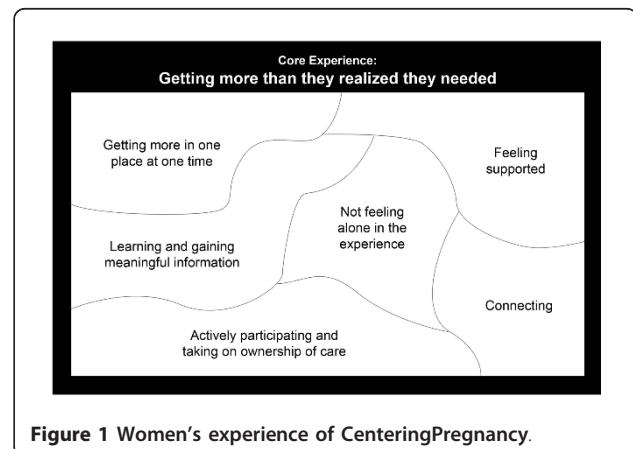 Core Experience:
Getting more than they realized they needed
Getting more in one
place at one time
Feeling
supported
Not feeling
alone in the
experience
Learning and gaining
meaningful information
Connecting
Actively participating and
taking on ownership of care
Figure 1 Women's experience of CenteringPregnancy.